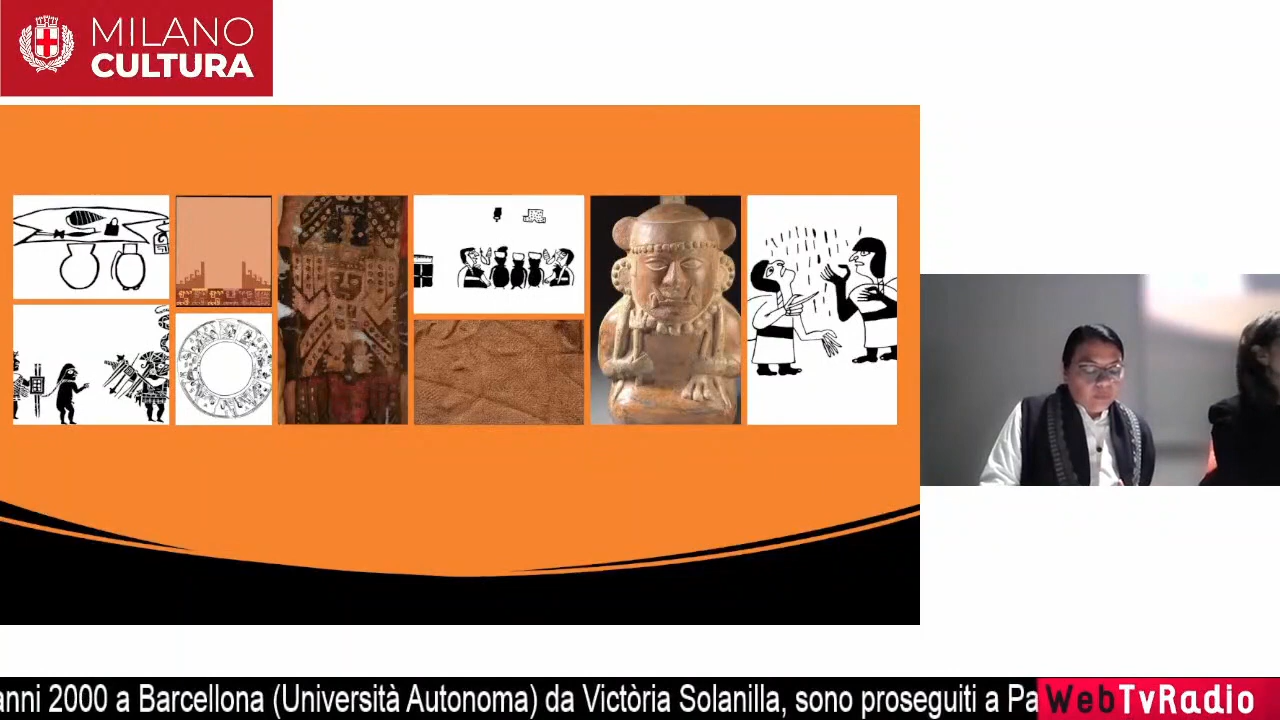 MILANO
CULTURA
anni 2000 a Barcellona (Università Autonoma) da Victòria Solanilla, sono proseguiti a Pa
WebTvRadio